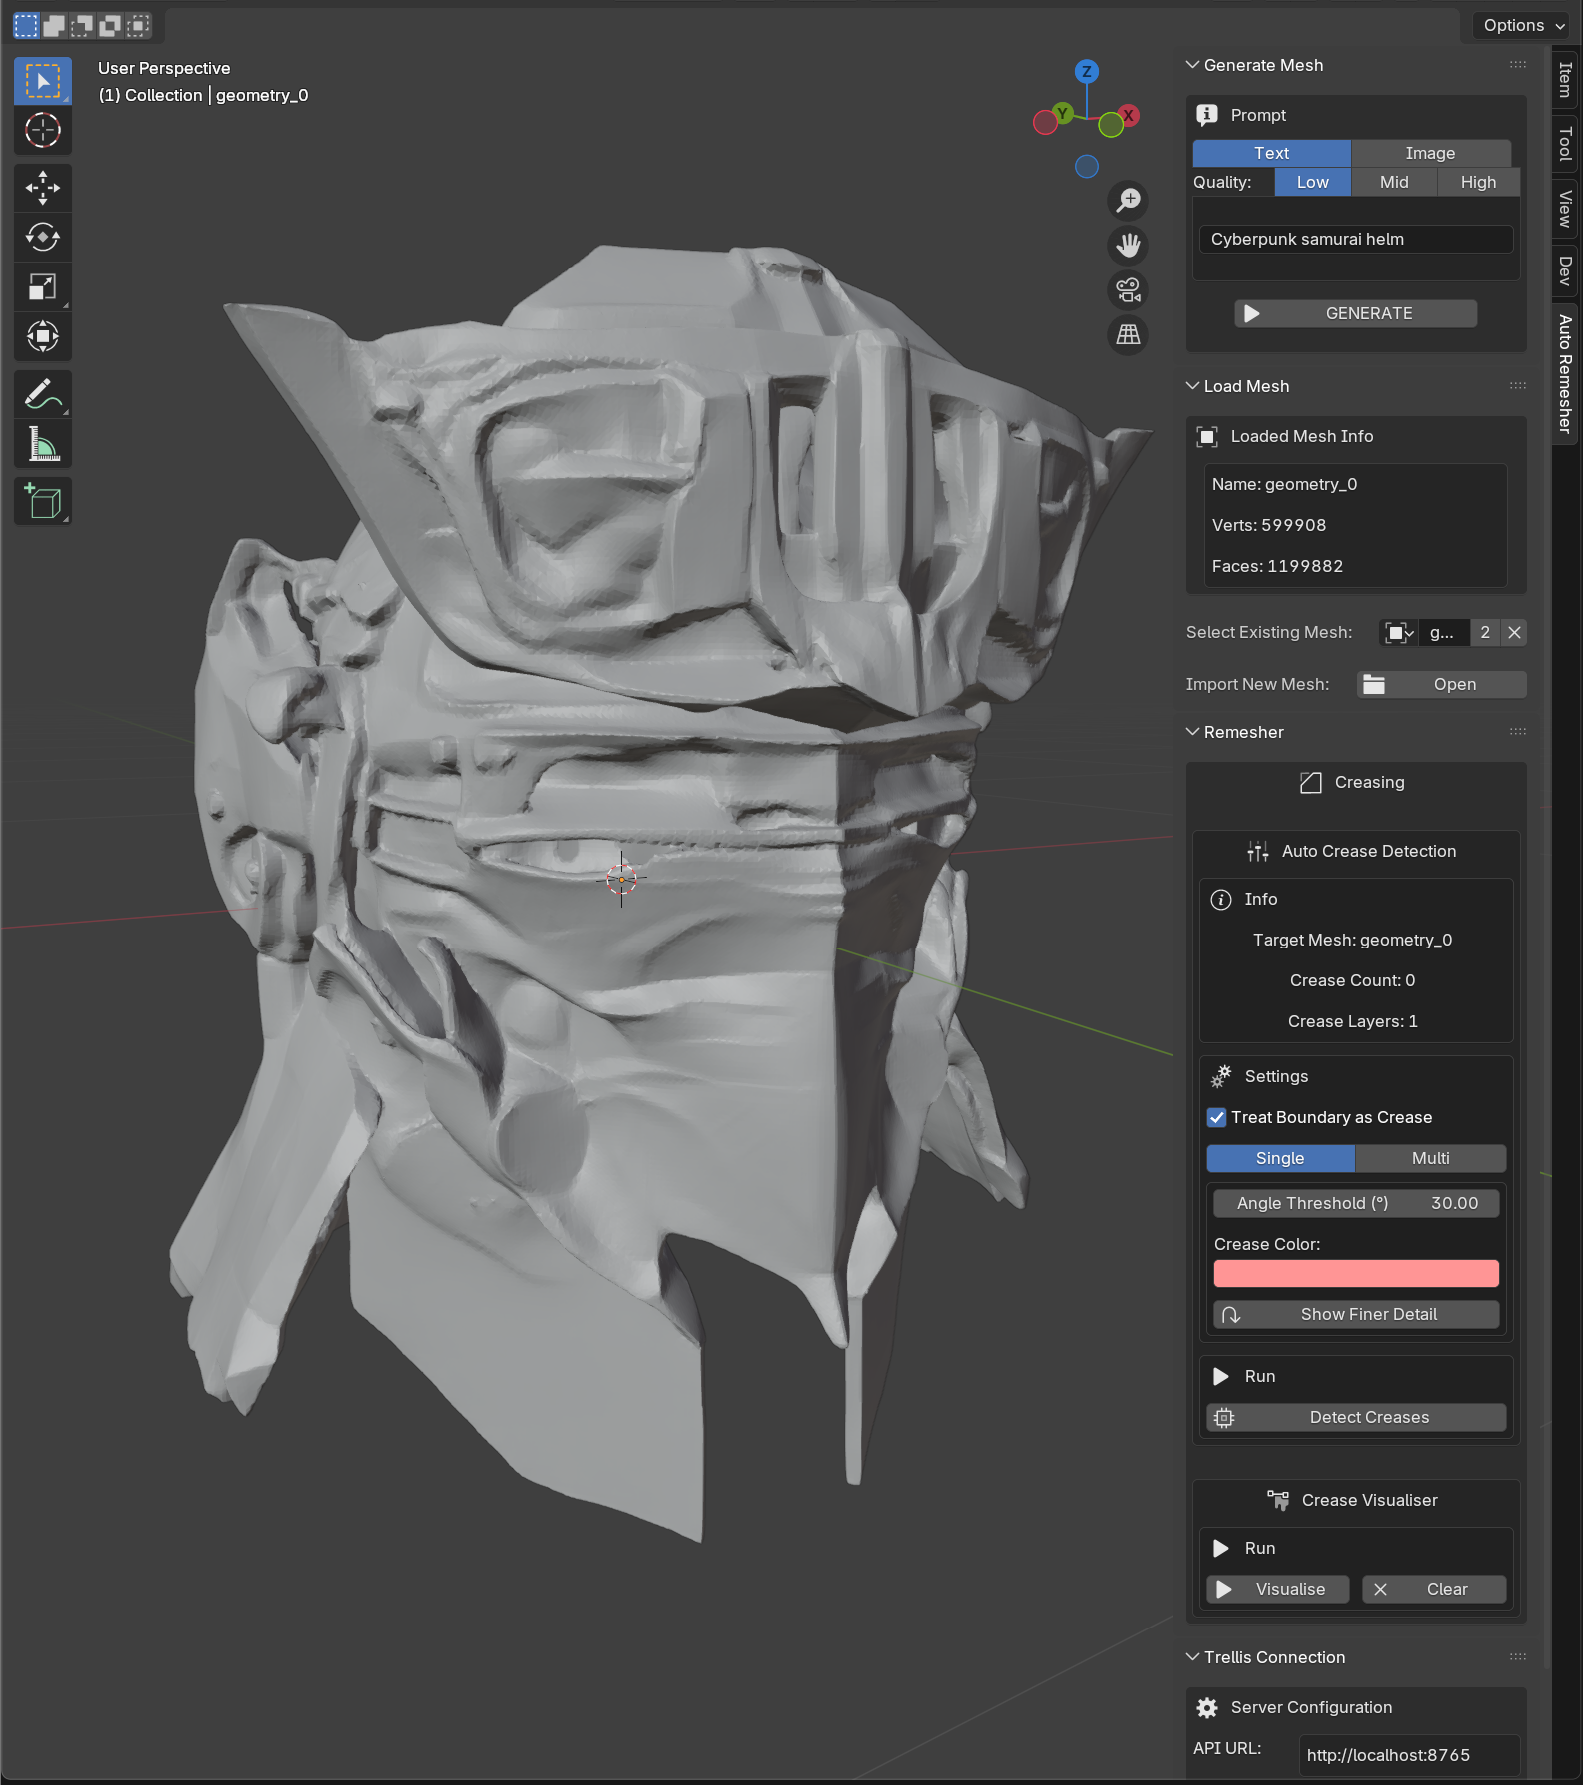 Options
User Perspective
(1) Collection | geometry_0
Z
Y
X
Item
Tool
View
Dev
Auto Remesher
Generate Mesh
Prompt
Text Image
Quality: Low Mid High
Cyberpunk samurai helm
GENERATE
Load Mesh
Loaded Mesh Info
Name: geometry_0
Verts: 599908
Faces: 1199882
Select Existing Mesh: g... 2
Import New Mesh: Open
Remesher
Creasing
Auto Crease Detection
Info
Target Mesh: geometry_0
Crease Count: 0
Crease Layers: 1
Settings
Treat Boundary as Crease
Single Multi
Angle Threshold (°) 30.00
Crease Color:
Show Finer Detail
Run
Detect Creases
Crease Visualiser
Run
Visualise Clear
Trellis Connection
Server Configuration
API URL: http://localhost:8765